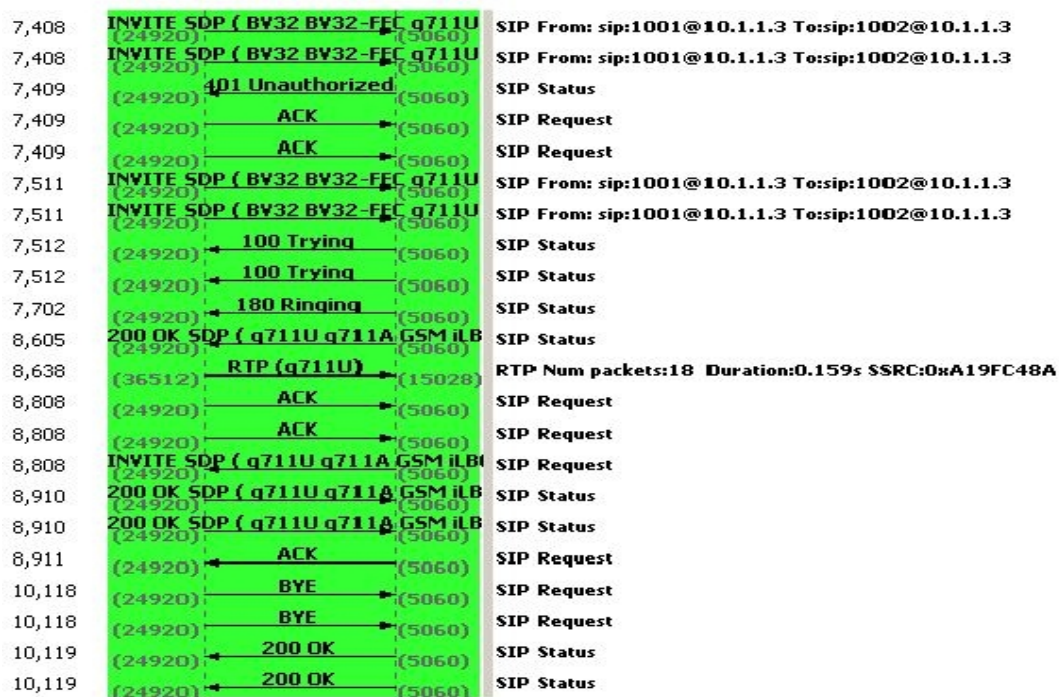 7,408 INVITE SDP ( BV32 BV32-FEC g711U SIP From: sip:1001@10.1.1.3 To:sip:1002@10.1.1.3
(24920) (5060)
7,408 INVITE SDP ( BV32 BV32-FEC g711U SIP From: sip:1001@10.1.1.3 To:sip:1002@10.1.1.3
(24920) (5060)
7,409 401 Unauthorized SIP Status
(24920) (5060)
7,409 ACK SIP Request
(24920) (5060)
7,409 ACK SIP Request
(24920) (5060)
7,511 INVITE SDP ( BV32 BV32-FEC g711U SIP From: sip:1001@10.1.1.3 To:sip:1002@10.1.1.3
(24920) (5060)
7,511 INVITE SDP ( BV32 BV32-FEC g711U SIP From: sip:1001@10.1.1.3 To:sip:1002@10.1.1.3
(24920) (5060)
7,512 100 Trying SIP Status
(24920) (5060)
7,512 100 Trying SIP Status
(24920) (5060)
7,702 180 Ringing SIP Status
(24920) (5060)
8,605 200 OK SDP ( g711U g711A GSM iLB SIP Status
(24920) (5060)
8,638 RTP (g711U) RTP Num packets:18 Duration:0.159s SSRC:0xA19FC48A
(36512) (15028)
8,808 ACK SIP Request
(24920) (5060)
8,808 ACK SIP Request
(24920) (5060)
8,808 INVITE SDP ( g711U g711A GSM iLB SIP Request
(24920) (5060)
8,910 200 OK SDP ( g711U g711A GSM iLB SIP Status
(24920) (5060)
8,910 200 OK SDP ( g711U g711A GSM iLB SIP Status
(24920) (5060)
8,911 ACK SIP Request
(24920) (5060)
10,118 BYE SIP Request
(24920) (5060)
10,118 BYE SIP Request
(24920) (5060)
10,119 200 OK SIP Status
(24920) (5060)
10,119 200 OK SIP Status
(24920) (5060)